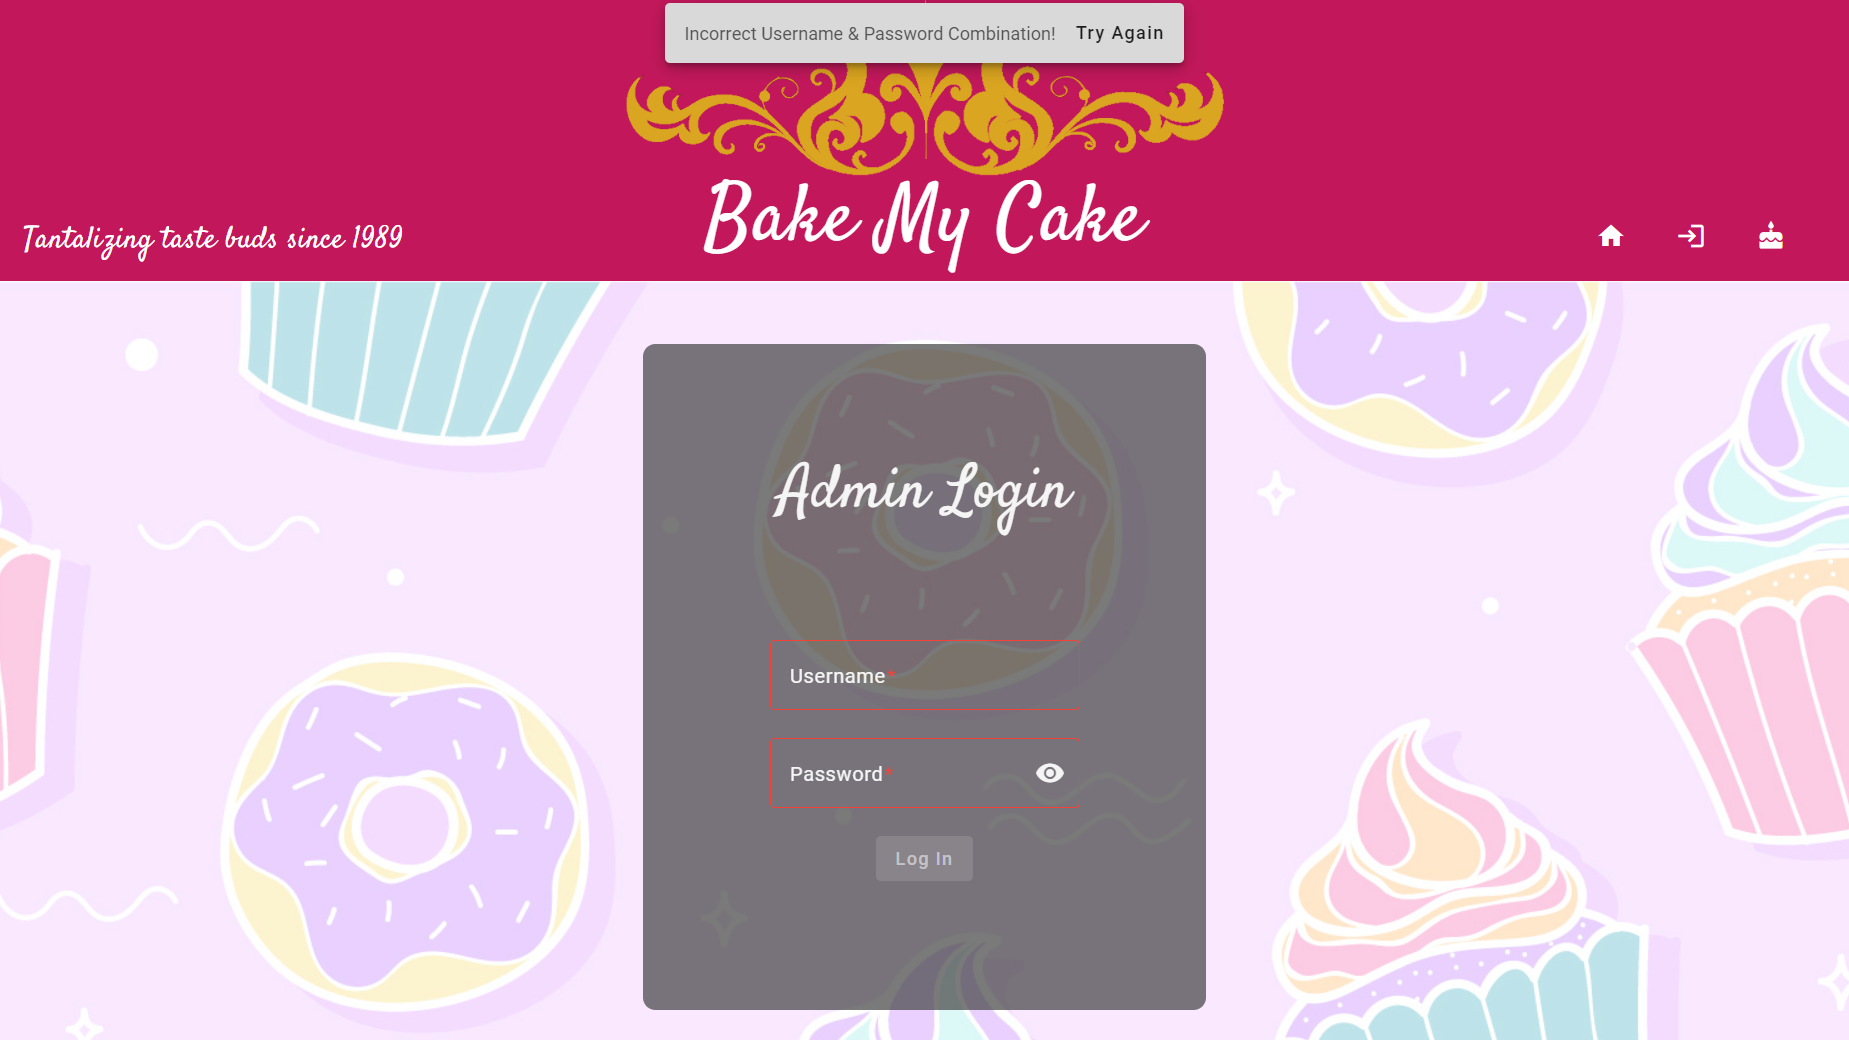 Incorrect Username & Password Combination! Try Again
Bake My Cake
Tantalizing taste buds since 1989
Admin Login
Username*
Password*
Log In